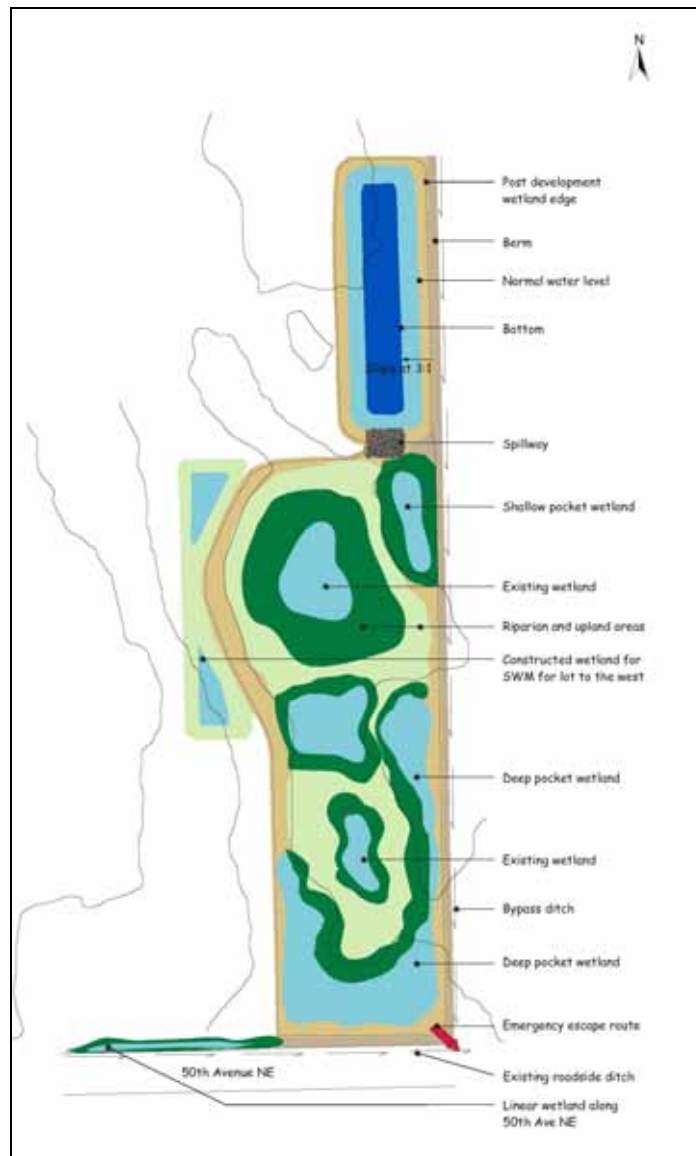 N
Post development
wetland edge
Berm
Normal water level
Bottom
at 3:1
Spillway
Shallow pocket wetland
Existing wetland
Riparian and upland areas
Constructed wetland for
SWM for lot to the west
Deep pocket wetland
Existing wetland
Bypass ditch
Deep pocket wetland
Emergency escape route
50th Avenue NE
Existing roadside ditch
Linear wetland along
50th Ave NE